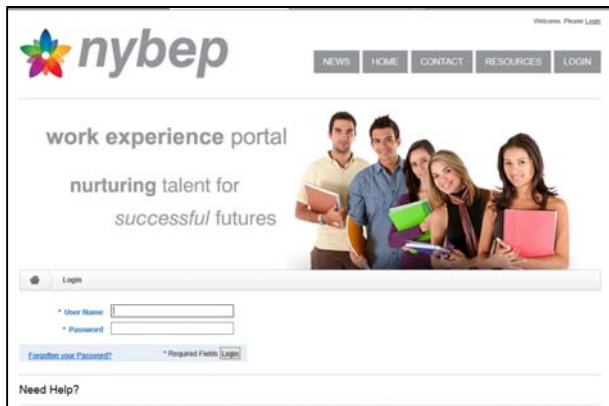 Welcome. Please Login
nybep
NEWS HOME CONTACT RESOURCES LOGIN
work experience portal
nurturing talent for
successful futures
Login
* User Name
* Password
Forgotten your Password? * Required Fields Login
Need Help?